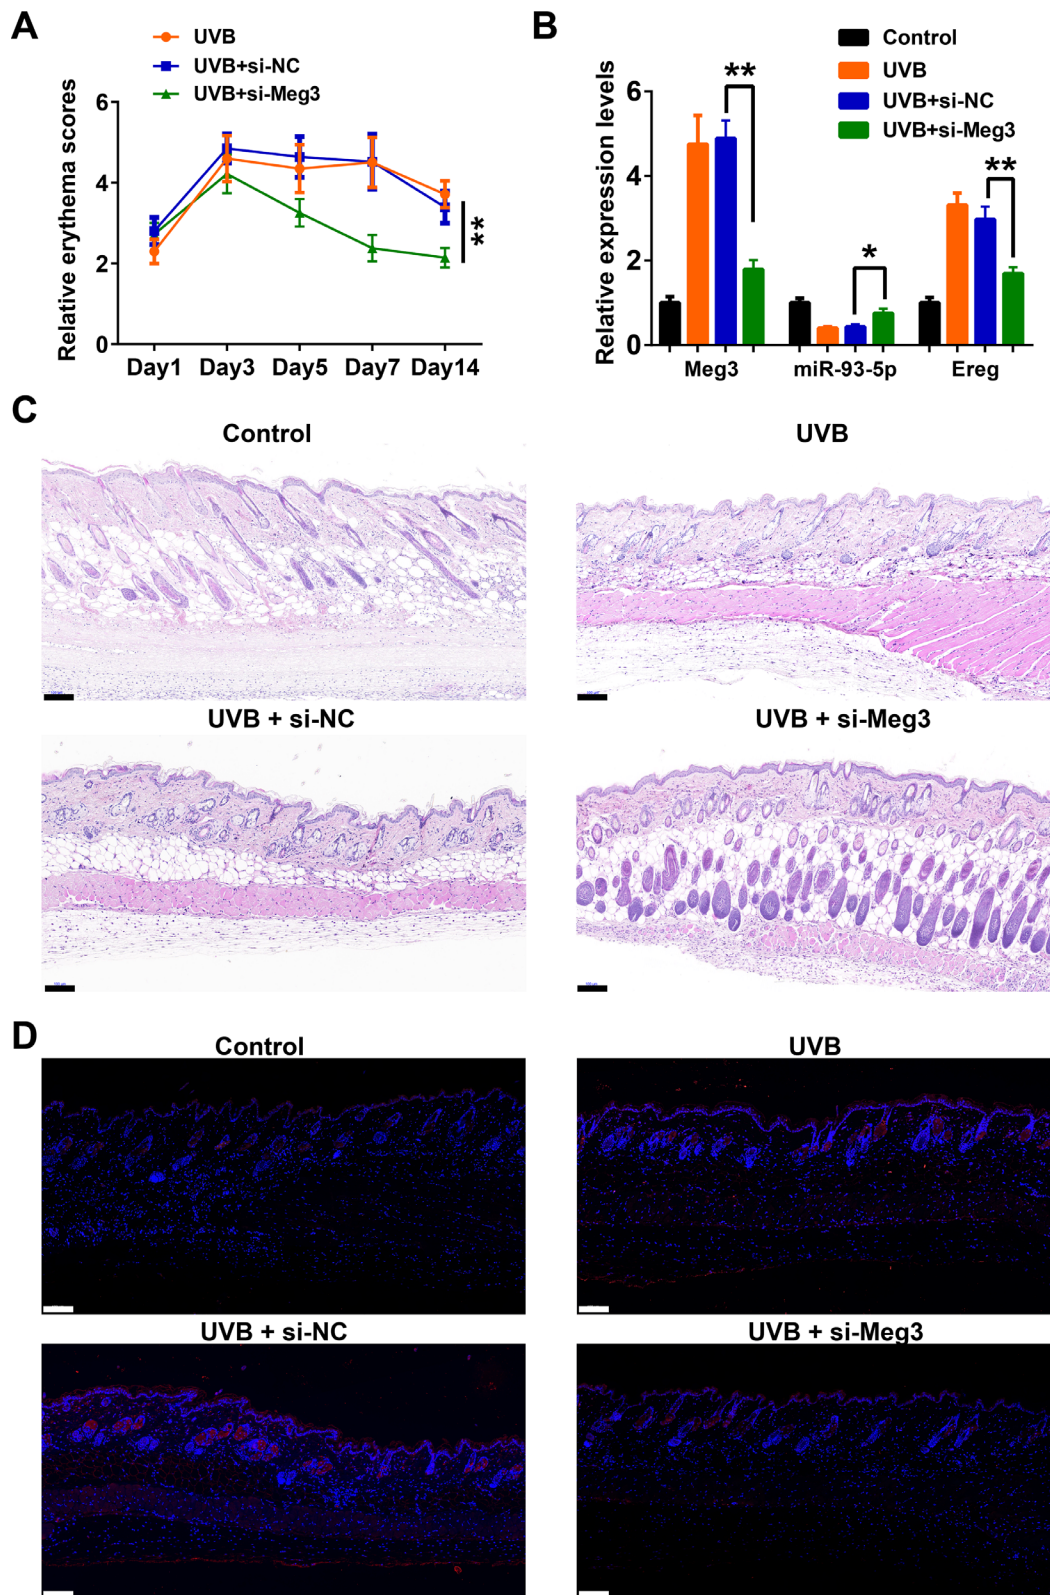 A
UVB
UVB+si-NC
UVB+si-Meg3
Relative erythema scores
6
4
2
0
**
Day1 Day3 Day5 Day7 Day14
B
Control
UVB
UVB+si-NC
UVB+si-Meg3
Relative expression levels
6
4
2
0
**
*
**
Meg3 miR-93-5p Ereg
C
Control
UVB
UVB + si-NC
UVB + si-Meg3
D
Control
UVB
UVB + si-NC
UVB + si-Meg3